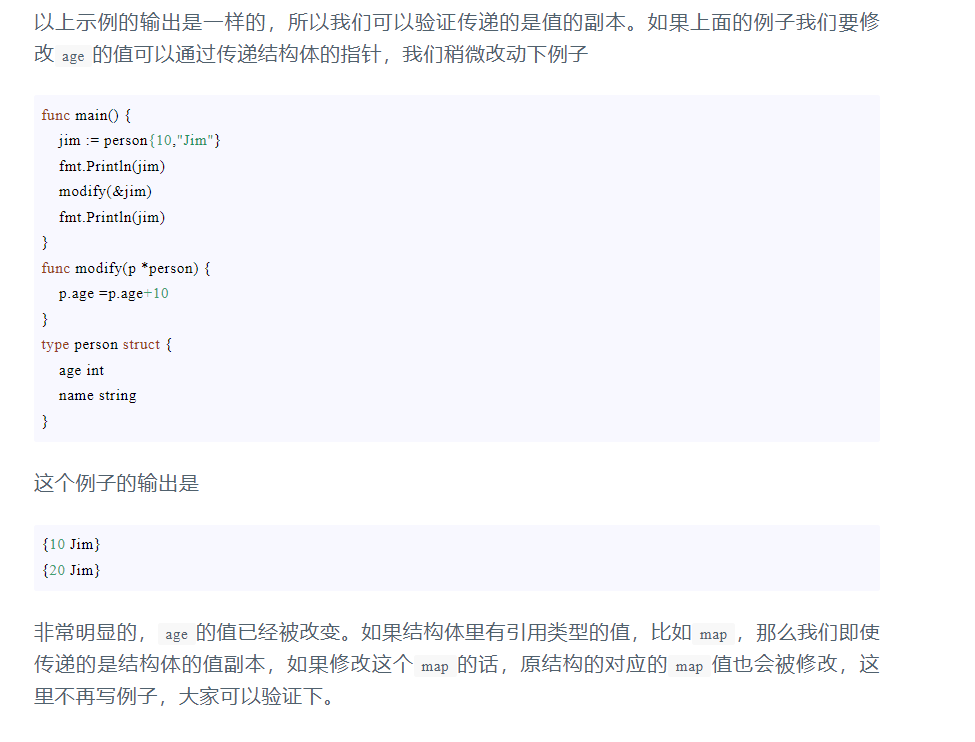 以上示例的输出是一样的，所以我们可以验证传递的是值的副本。如果上面的例子我们要修
改 age 的值可以通过传递结构体的指针，我们稍微改动下例子
func main() {
    jim := person{10,"Jim"}
    fmt.Println(jim)
    modify(&jim)
    fmt.Println(jim)
}
func modify(p *person) {
    p.age =p.age+10
}
type person struct {
    age int
    name string
}
这个例子的输出是
{10 Jim}
{20 Jim}
非常明显的， age 的值已经被改变。如果结构体里有引用类型的值，比如 map ，那么我们即使
传递的是结构体的值副本，如果修改这个 map 的话，原结构的对应的 map 值也会被修改，这
里不再写例子，大家可以验证下。